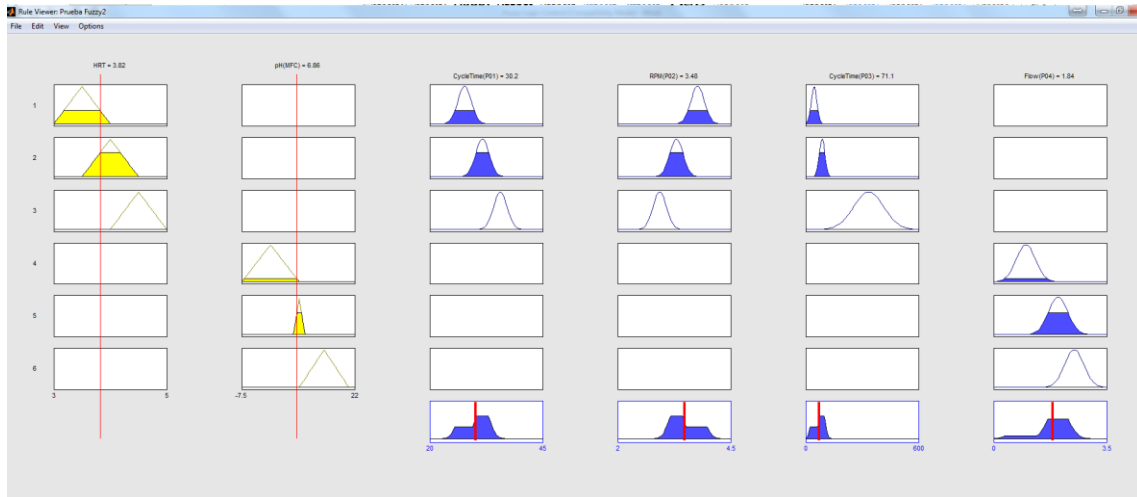 Rule Viewer: Prueba Fuzzy2
File Edit View Options
HRT = 3.82 pH(MFC) = 6.86 CycleTime(P01) = 30.2 RPM(P02) = 3.48 CycleTime(P03) = 71.1 Flow(P04) = 1.84
1
2
3
4
5
6
3 5 -7.5 22
20 45 2 4.5 0 600 0 3.5